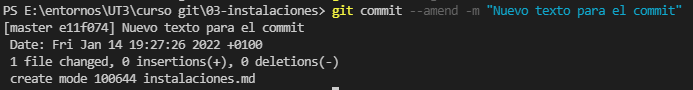 PS E:\entornos\UT3\curso git\03-instalaciones> git commit --amend -m "Nuevo texto para el commit"
[master e11f074] Nuevo texto para el commit
 Date: Fri Jan 14 19:27:26 2022 +0100
 1 file changed, 0 insertions(+), 0 deletions(-)
 create mode 100644 instalaciones.md